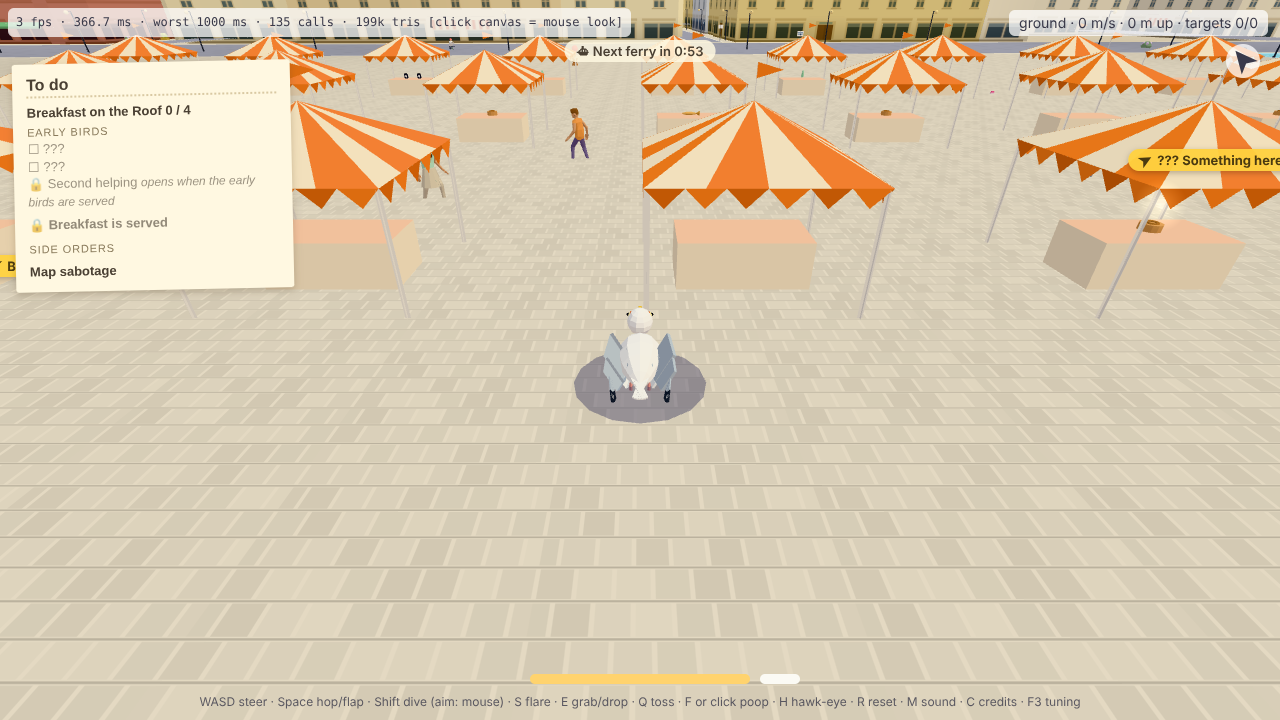 3 fps · 366.7 ms · worst 1000 ms · 135 calls · 199k tris [click canvas = mouse look]
ground · 0 m/s · 0 m up · targets 0/0
⛴ Next ferry in 0:53
To do
Breakfast on the Roof 0 / 4
EARLY BIRDS
☐ ???
☐ ???
🔒 Second helping opens when the early
birds are served
🔒 Breakfast is served
SIDE ORDERS
Map sabotage
??? Something here
B
WASD steer · Space hop/flap · Shift dive (aim: mouse) · S flare · E grab/drop · Q toss · F or click poop · H hawk-eye · R reset · M sound · C credits · F3 tuning